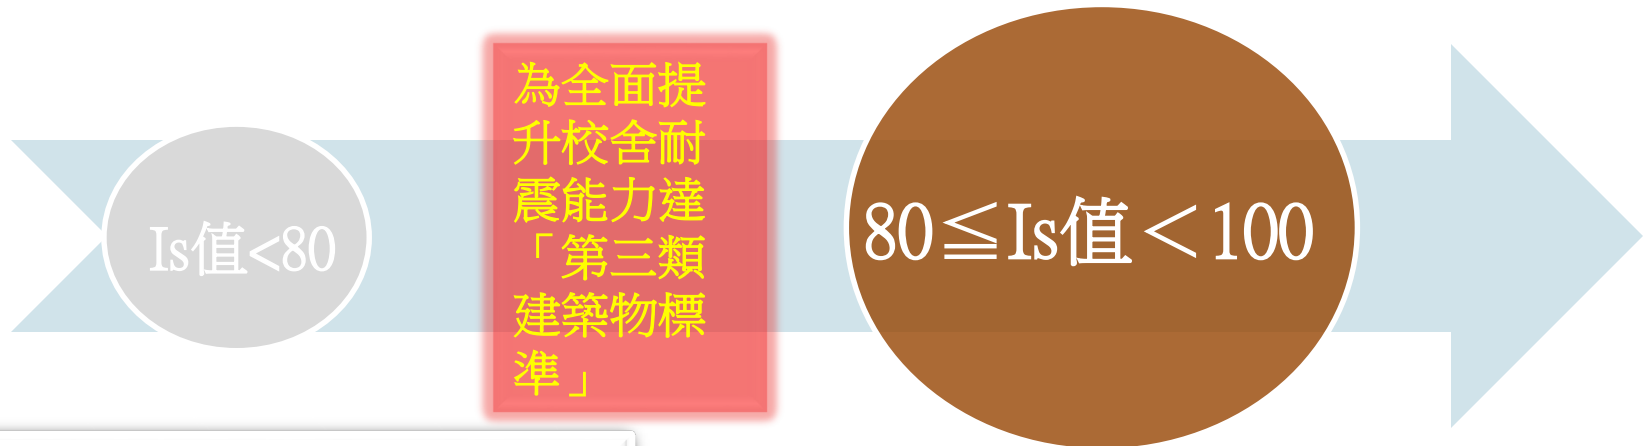 Is值<80
為全面提
升校舍耐
震能力達
「第三類
建築物標
準」
80≦Is值＜100